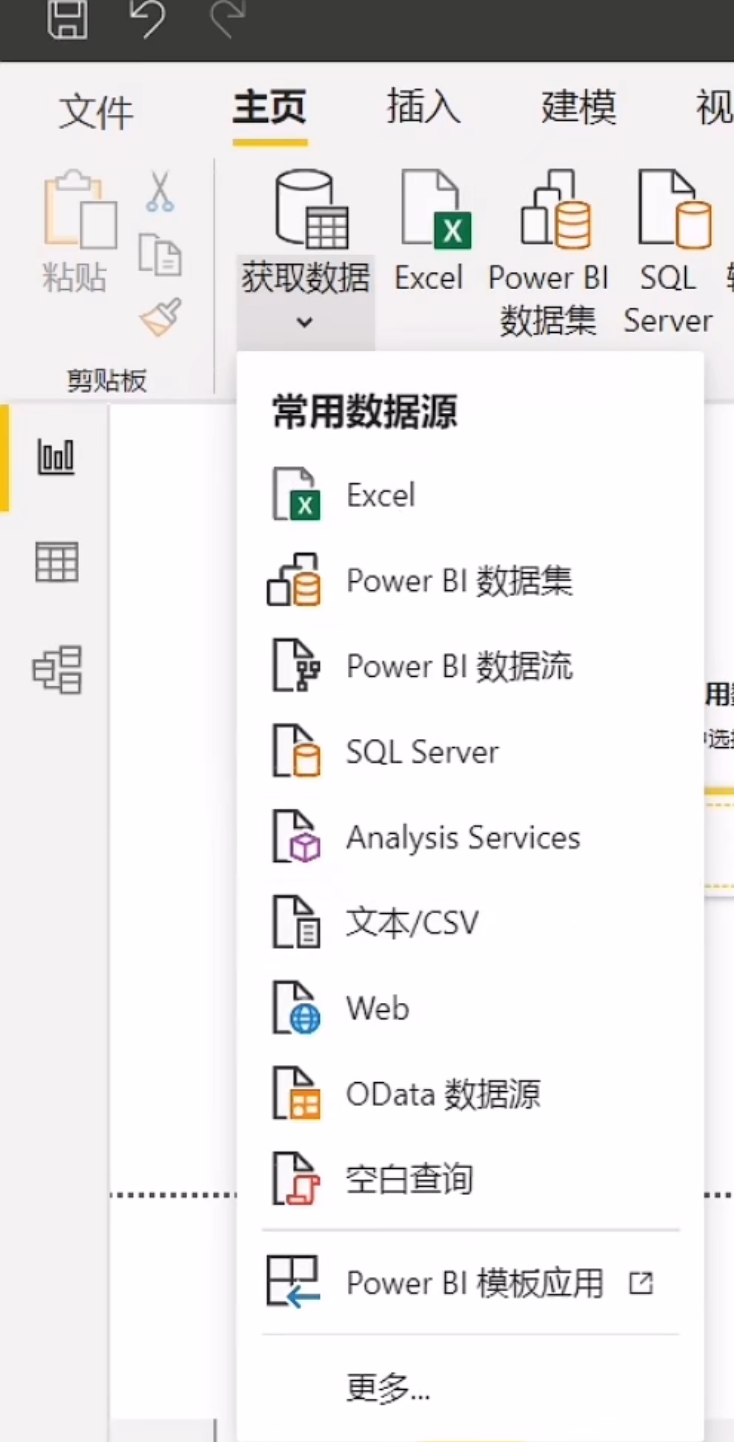 文件 主页 插入 建模 视
粘贴
剪贴板
获取数据
Excel
Power BI
数据集
SQL
Server
常用数据源
Excel
Power BI 数据集
Power BI 数据流
SQL Server
Analysis Services
文本/CSV
Web
OData 数据源
空白查询
Power BI 模板应用
更多...